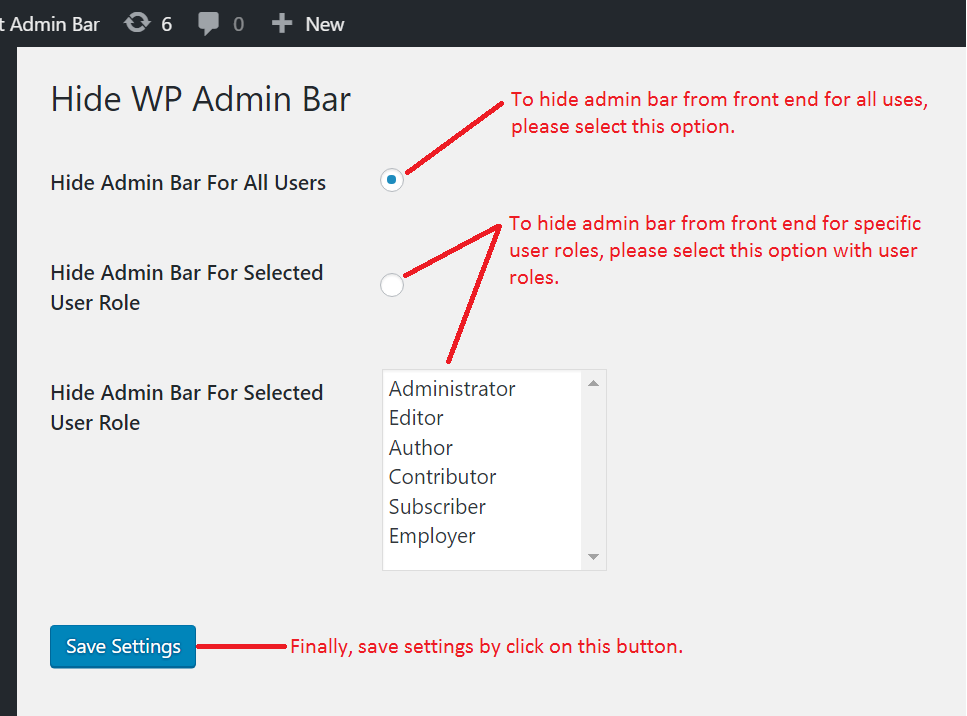 t Admin Bar 6 0 New
Hide WP Admin Bar
To hide admin bar from front end for all uses,
please select this option.
Hide Admin Bar For All Users
To hide admin bar from front end for specific
user roles, please select this option with user
roles.
Hide Admin Bar For Selected
User Role
Hide Admin Bar For Selected
User Role
Administrator
Editor
Author
Contributor
Subscriber
Employer
Save Settings
Finally, save settings by click on this button.